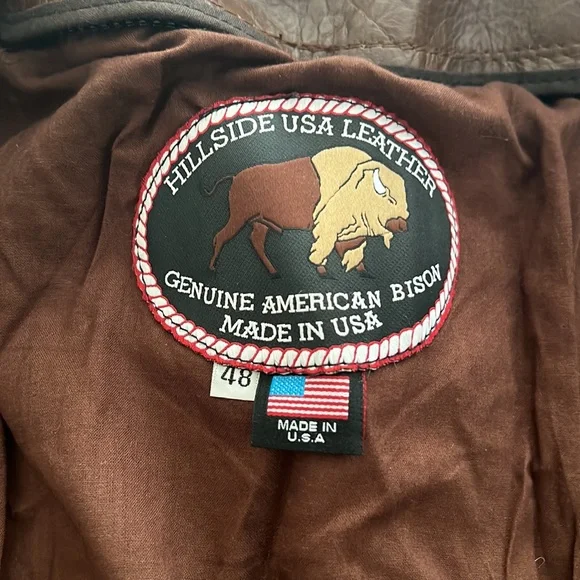 HILLSIDE USA LEATHER
GENUINE AMERICAN BISON
MADE IN USA
48
MADE IN
U.S.A